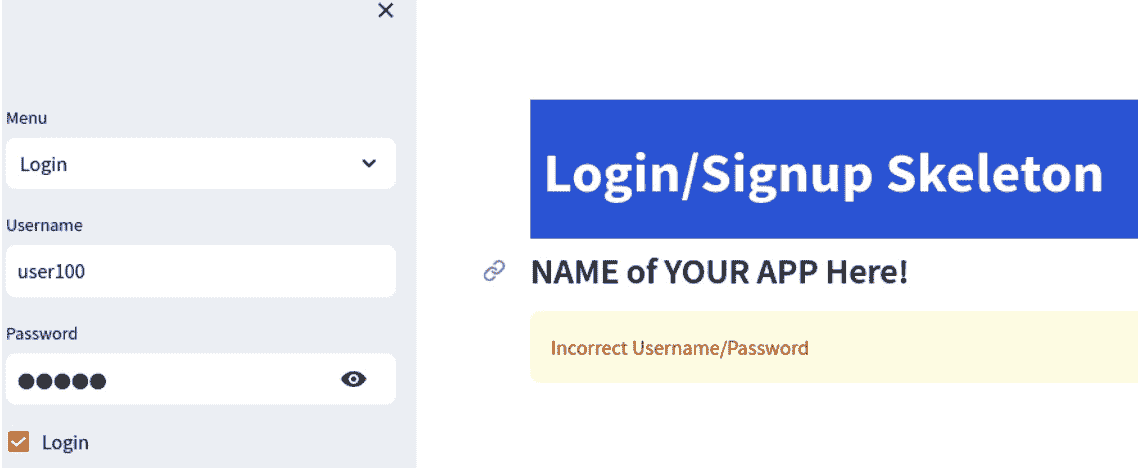 Menu
Login
Username
user100
Password
Login
Login/Signup Skeleton
NAME of YOUR APP Here!
Incorrect Username/Password